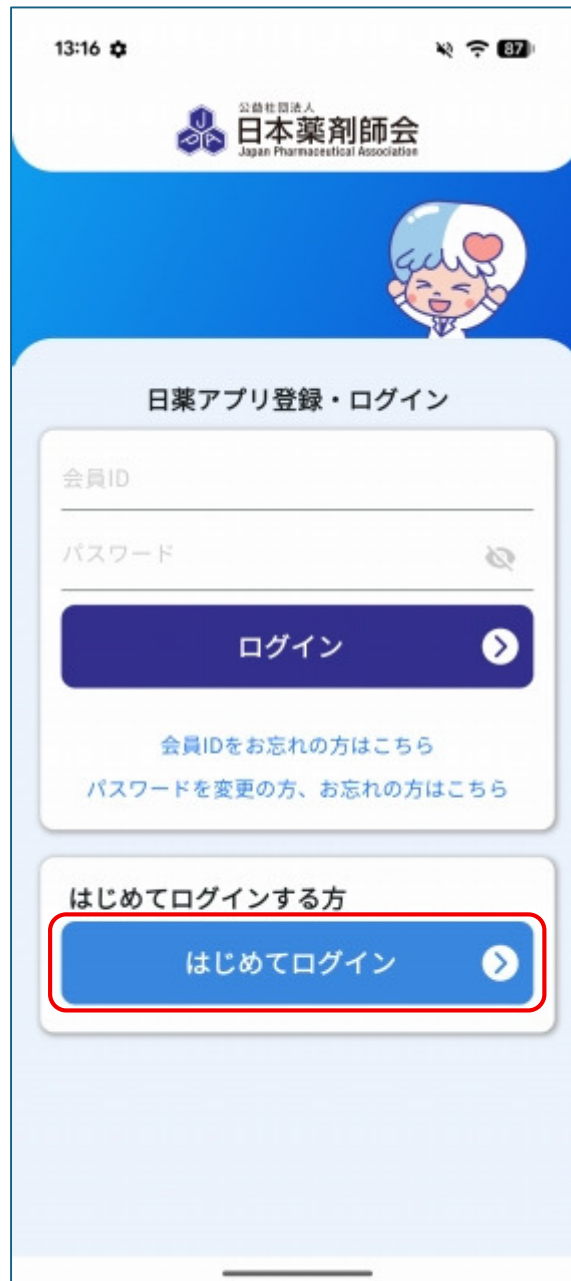 13:16
87
公益社団法人
日本薬剤師会
Japan Pharmaceutical Association
日薬アプリ登録・ログイン
会員ID
パスワード
ログイン
会員IDをお忘れの方はこちら
パスワードを変更の方、お忘れの方はこちら
はじめてログインする方
はじめてログイン